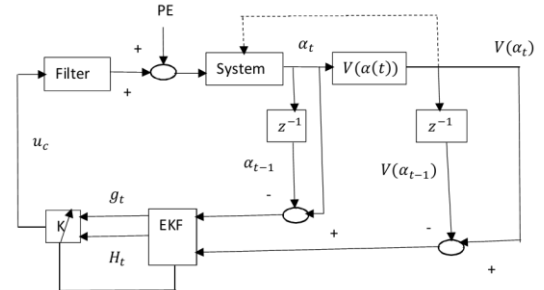 PE
α_t
V(α_t)
+
Filter
System
V(α(t))
+
z⁻¹
z⁻¹
u_c
α_{t-1}
V(α_{t-1})
g_t
-
K
EKF
+
-
H_t
+